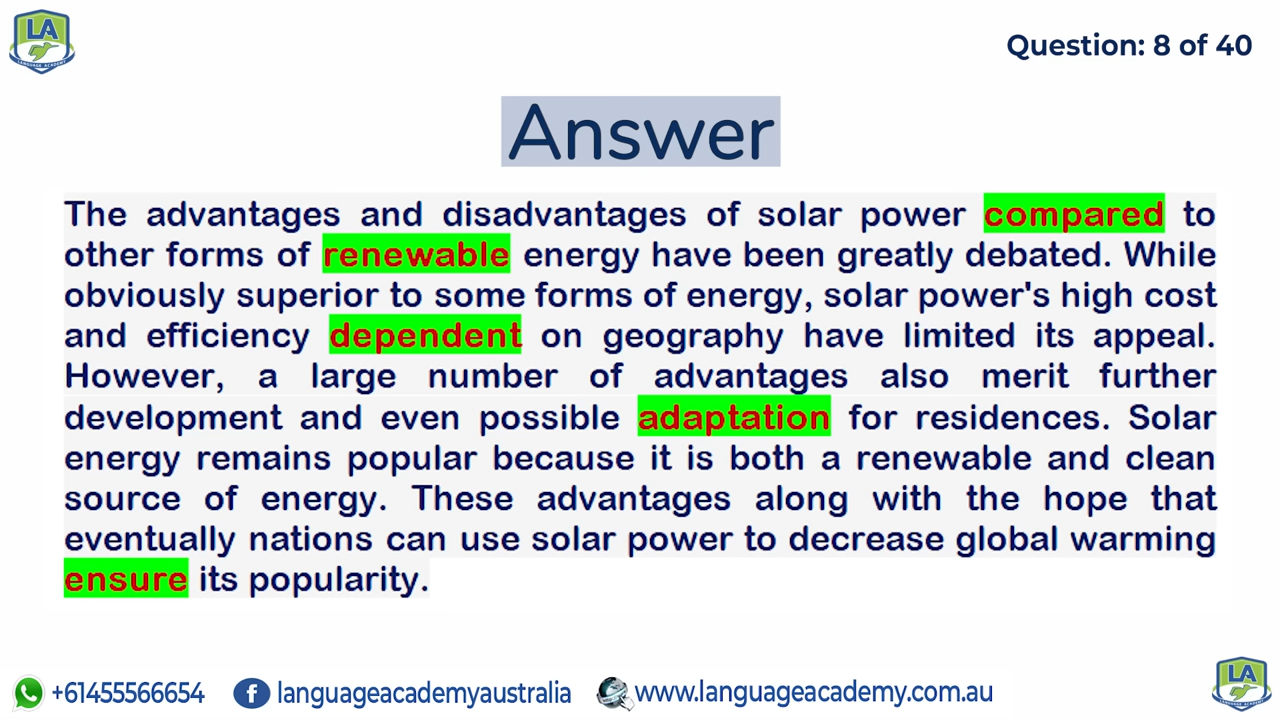 LA
LANGUAGE ACADEMY
Question: 8 of 40
Answer
The advantages and disadvantages of solar power compared to
other forms of renewable energy have been greatly debated. While
obviously superior to some forms of energy, solar power's high cost
and efficiency dependent on geography have limited its appeal.
However, a large number of advantages also merit further
development and even possible adaptation for residences. Solar
energy remains popular because it is both a renewable and clean
source of energy. These advantages along with the hope that
eventually nations can use solar power to decrease global warming
ensure its popularity.
+61455566654 languageacademyaustralia www.languageacademy.com.au
LA